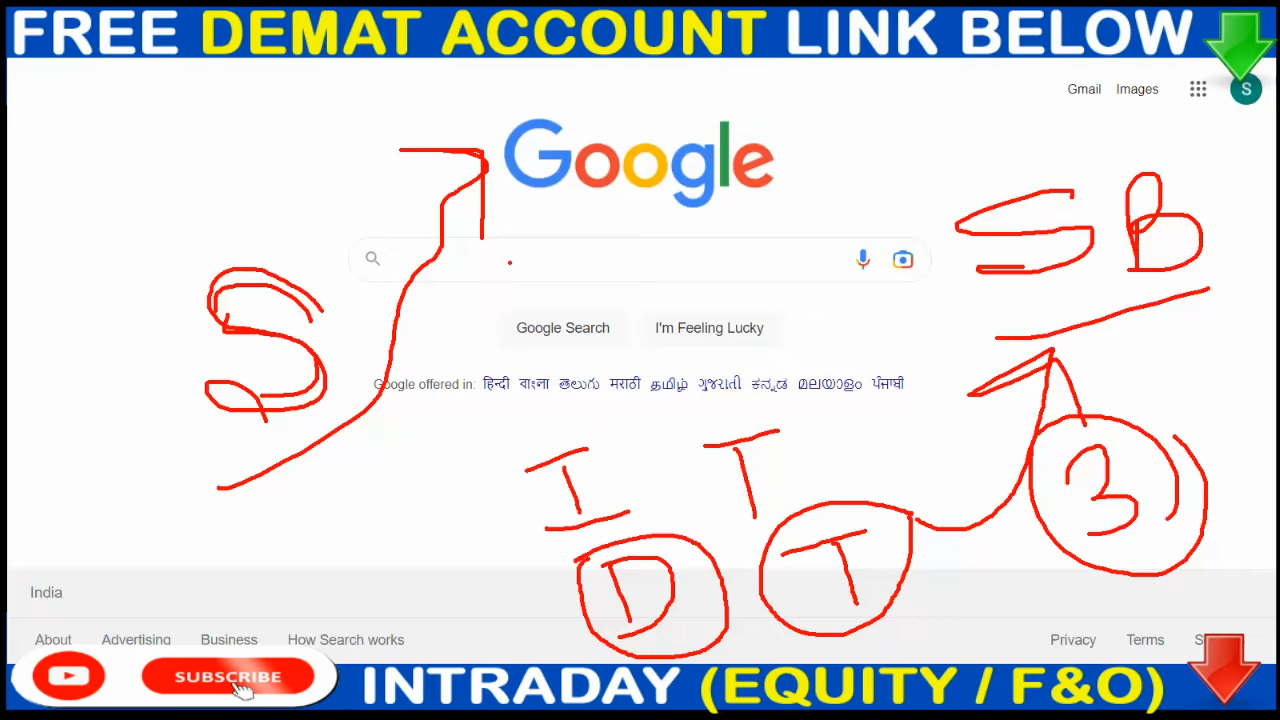 FREE DEMAT ACCOUNT LINK BELOW
Gmail Images
S
Google
S B
S
Google Search I'm Feeling Lucky
Google offered in: हिन्दी বাংলা తెలుగు मराठी தமிழ் ગુજરાતી ಕನ್ನಡ മലയാളം ਪੰਜਾਬੀ
I T
3
D T
India
About Advertising Business How Search works Privacy Terms
SUBSCRIBE
INTRADAY (EQUITY / F&O)